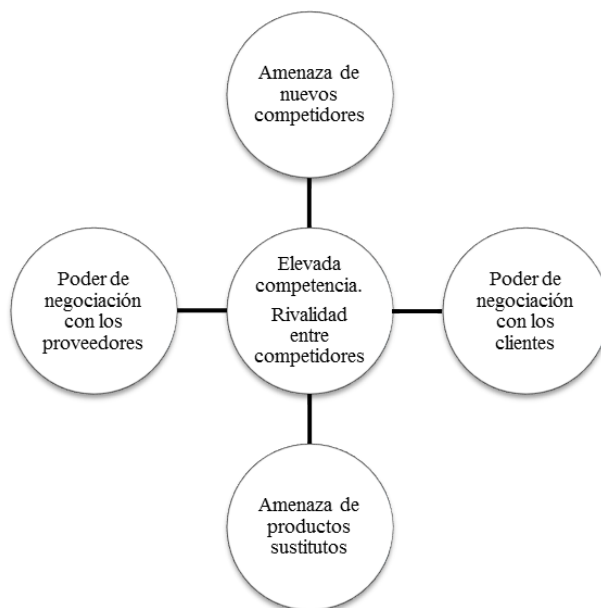 Amenaza de
nuevos
competidores
Poder de
negociación
con los
proveedores
Elevada
competencia.
Rivalidad
entre
competidores
Poder de
negociación
con los
clientes
Amenaza de
productos
sustitutos